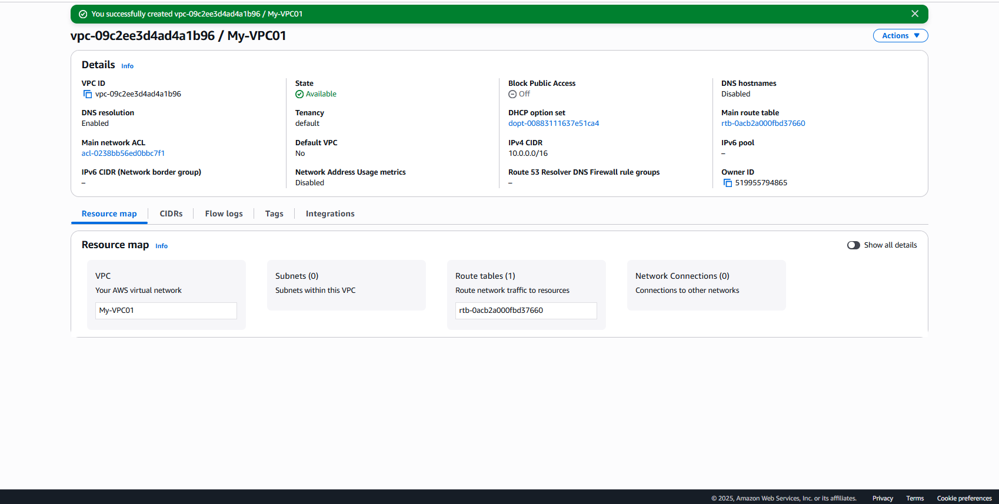 You successfully created vpc-09c2ee3d4ad4a1b96 / My-VPC01
vpc-09c2ee3d4ad4a1b96 / My-VPC01
Actions
Details Info
VPC ID
vpc-09c2ee3d4ad4a1b96
State
Available
Block Public Access
Off
DNS hostnames
Disabled
DNS resolution
Enabled
Tenancy
default
DHCP option set
dopt-00883111637e51ca4
Main route table
rtb-0acb2a000fbd37660
Main network ACL
acl-0238bb56ed0bbc7f1
Default VPC
No
IPv4 CIDR
10.0.0.0/16
IPv6 pool
–
IPv6 CIDR (Network border group)
–
Network Address Usage metrics
Disabled
Route 53 Resolver DNS Firewall rule groups
–
Owner ID
519955794865
Resource map
CIDRs
Flow logs
Tags
Integrations
Resource map Info
Show all details
VPC
Your AWS virtual network
My-VPC01
Subnets (0)
Subnets within this VPC
Route tables (1)
Route network traffic to resources
rtb-0acb2a000fbd37660
Network Connections (0)
Connections to other networks
© 2025, Amazon Web Services, Inc. or its affiliates.
Privacy
Terms
Cookie preferences